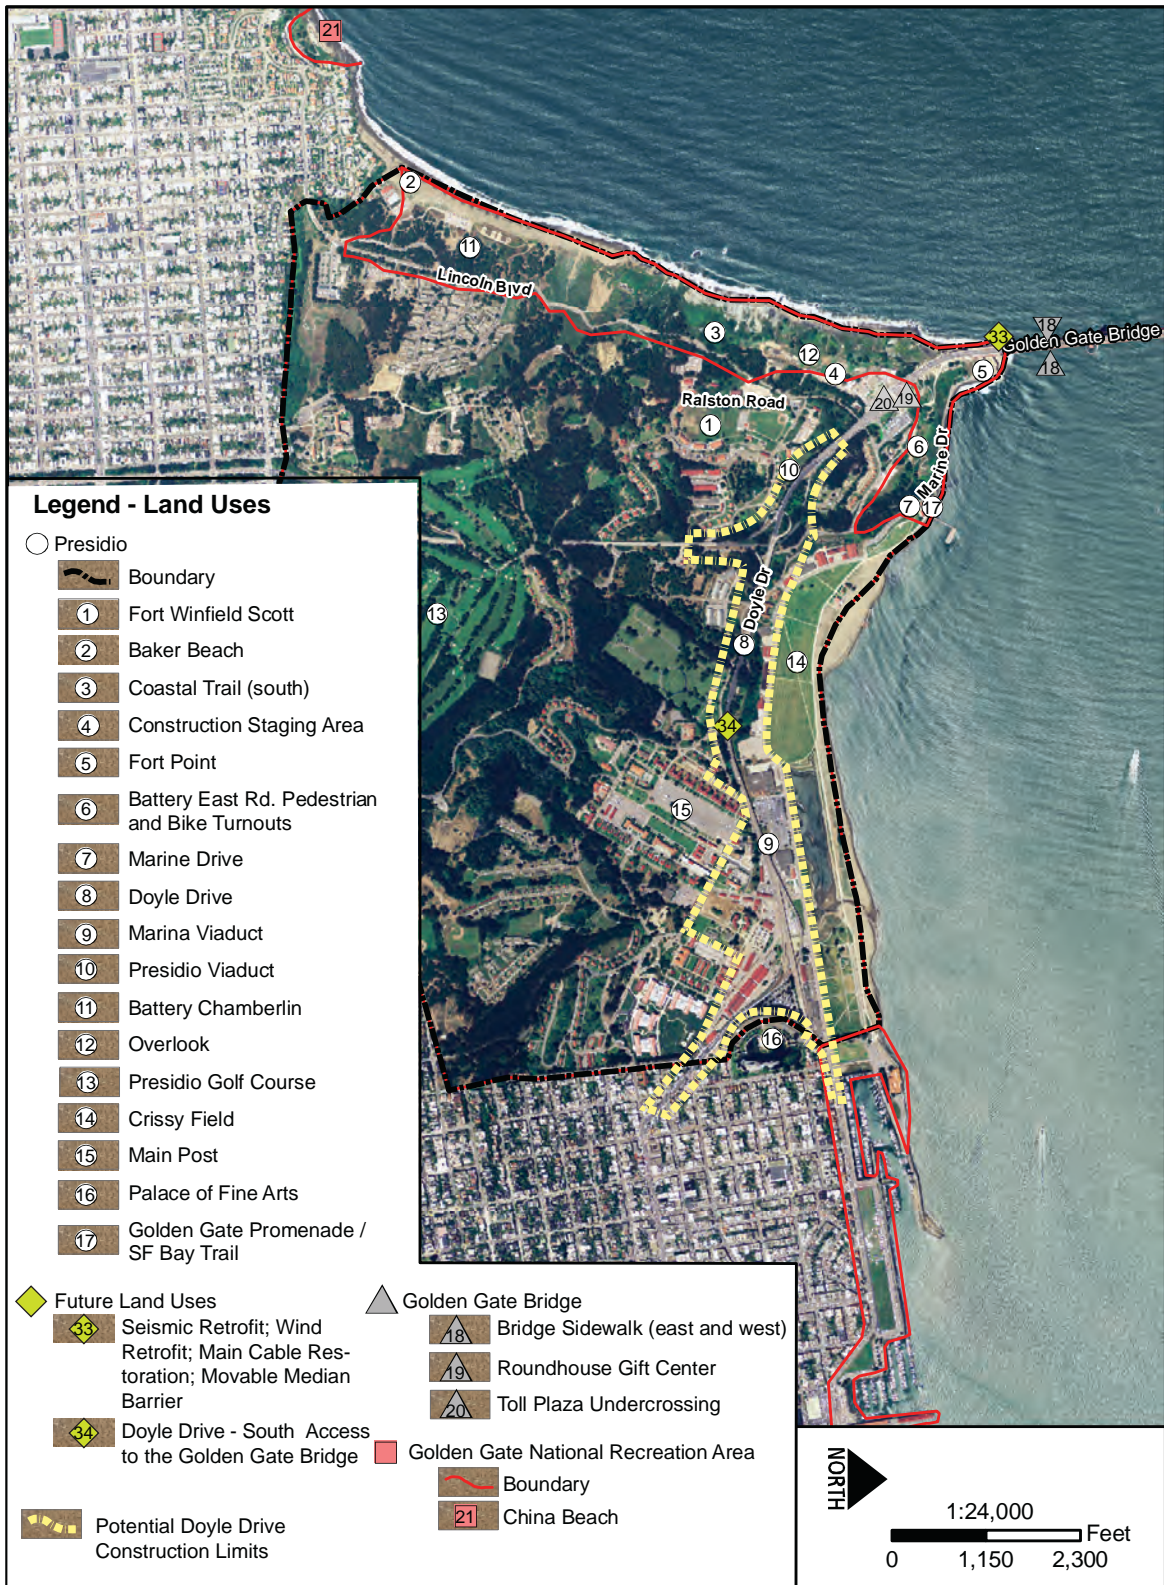 21
2
11
Lincoln Blvd
3
33
18
Golden Gate Bridge
12
4
5
18
Ralston Road
20
19
1
6
10
Marine Dr
7
17
13
Doyle Dr
8
14
34
15
9
16
Legend - Land Uses
Presidio
Boundary
1 Fort Winfield Scott
2 Baker Beach
3 Coastal Trail (south)
4 Construction Staging Area
5 Fort Point
6 Battery East Rd. Pedestrian
and Bike Turnouts
7 Marine Drive
8 Doyle Drive
9 Marina Viaduct
10 Presidio Viaduct
11 Battery Chamberlin
12 Overlook
13 Presidio Golf Course
14 Crissy Field
15 Main Post
16 Palace of Fine Arts
17 Golden Gate Promenade /
SF Bay Trail
Future Land Uses
33 Seismic Retrofit; Wind
Retrofit; Main Cable Res-
toration; Movable Median
Barrier
34 Doyle Drive - South Access
to the Golden Gate Bridge
Potential Doyle Drive
Construction Limits
Golden Gate Bridge
18 Bridge Sidewalk (east and west)
19 Roundhouse Gift Center
20 Toll Plaza Undercrossing
Golden Gate National Recreation Area
Boundary
21 China Beach
NORTH
1:24,000
Feet
0 1,150 2,300